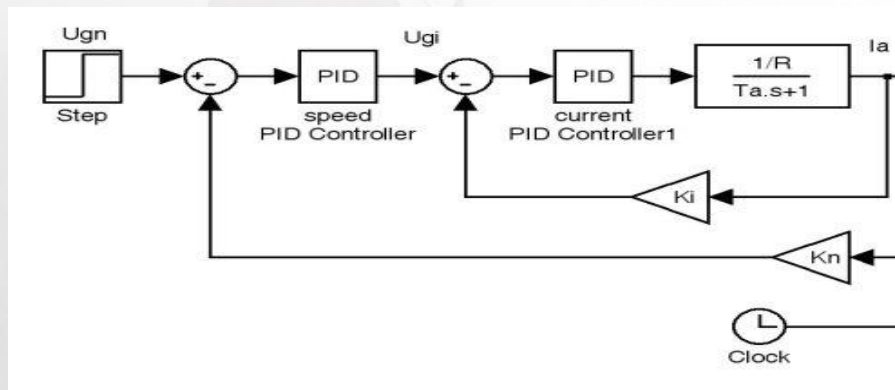 Ugn
Step
+
-
PID
speed
PID Controller
Ugi
+
-
PID
current
PID Controller1
1/R
Ta.s+1
Ia
Ki
Kn
Clock